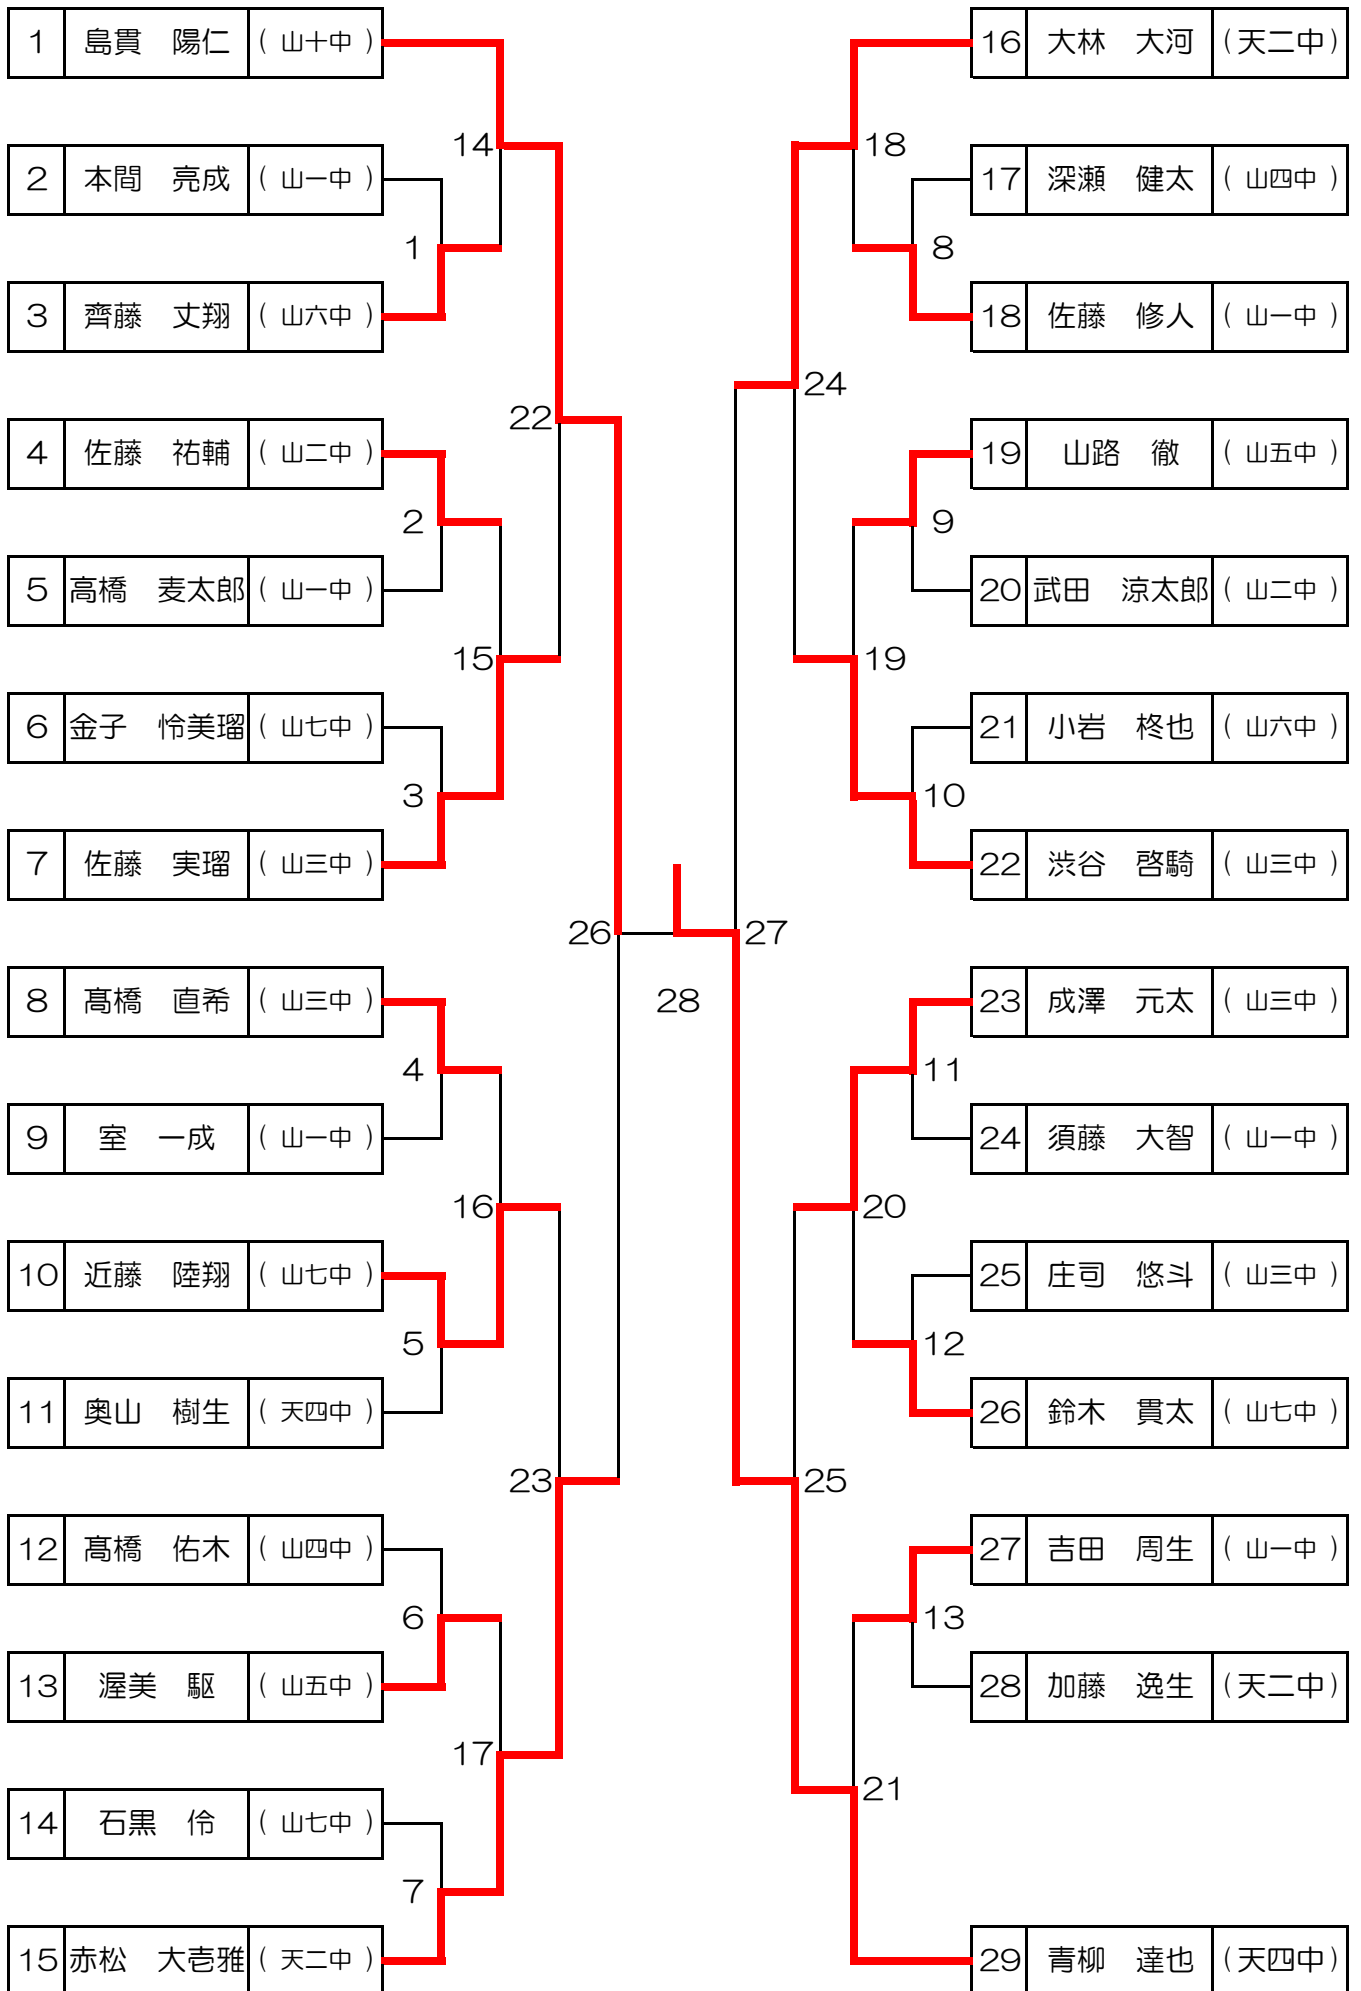 1 島貫 陽仁 ( 山十中 )
2 本間 亮成 ( 山一中 )
3 齊藤 丈翔 ( 山六中 )
4 佐藤 祐輔 ( 山二中 )
5 高橋 麦太郎 ( 山一中 )
6 金子 怜美瑠 ( 山七中 )
7 佐藤 実瑠 ( 山三中 )
8 髙橋 直希 ( 山三中 )
9 室 一成 ( 山一中 )
10 近藤 陸翔 ( 山七中 )
11 奥山 樹生 ( 天四中 )
12 髙橋 佑木 ( 山四中 )
13 渥美 駆 ( 山五中 )
14 石黒 伶 ( 山七中 )
15 赤松 大壱雅 ( 天二中 )
14
1
22
2
15
3
26
4
16
5
23
6
17
7
28
18
8
24
9
19
10
27
11
20
12
25
13
21
16 大林 大河 (天二中)
17 深瀬 健太 ( 山四中 )
18 佐藤 修人 ( 山一中 )
19 山路 徹 ( 山五中 )
20 武田 涼太郎 ( 山二中 )
21 小岩 柊也 ( 山六中 )
22 渋谷 啓騎 ( 山三中 )
23 成澤 元太 ( 山三中 )
24 須藤 大智 ( 山一中 )
25 庄司 悠斗 ( 山三中 )
26 鈴木 貫太 ( 山七中 )
27 吉田 周生 ( 山一中 )
28 加藤 逸生 (天二中)
29 青柳 達也 (天四中)